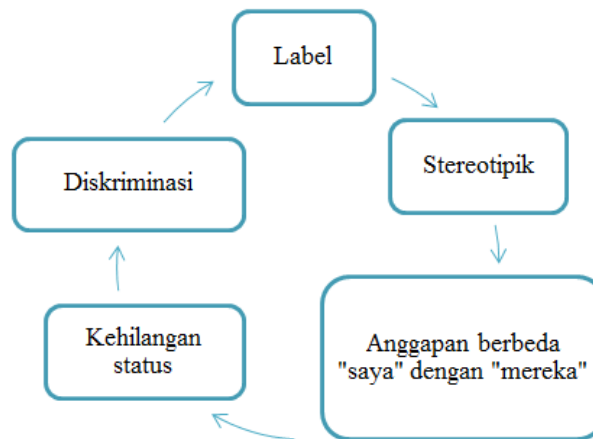 Label
Stereotipik
Anggapan berbeda
"saya" dengan "mereka"
Kehilangan
status
Diskriminasi